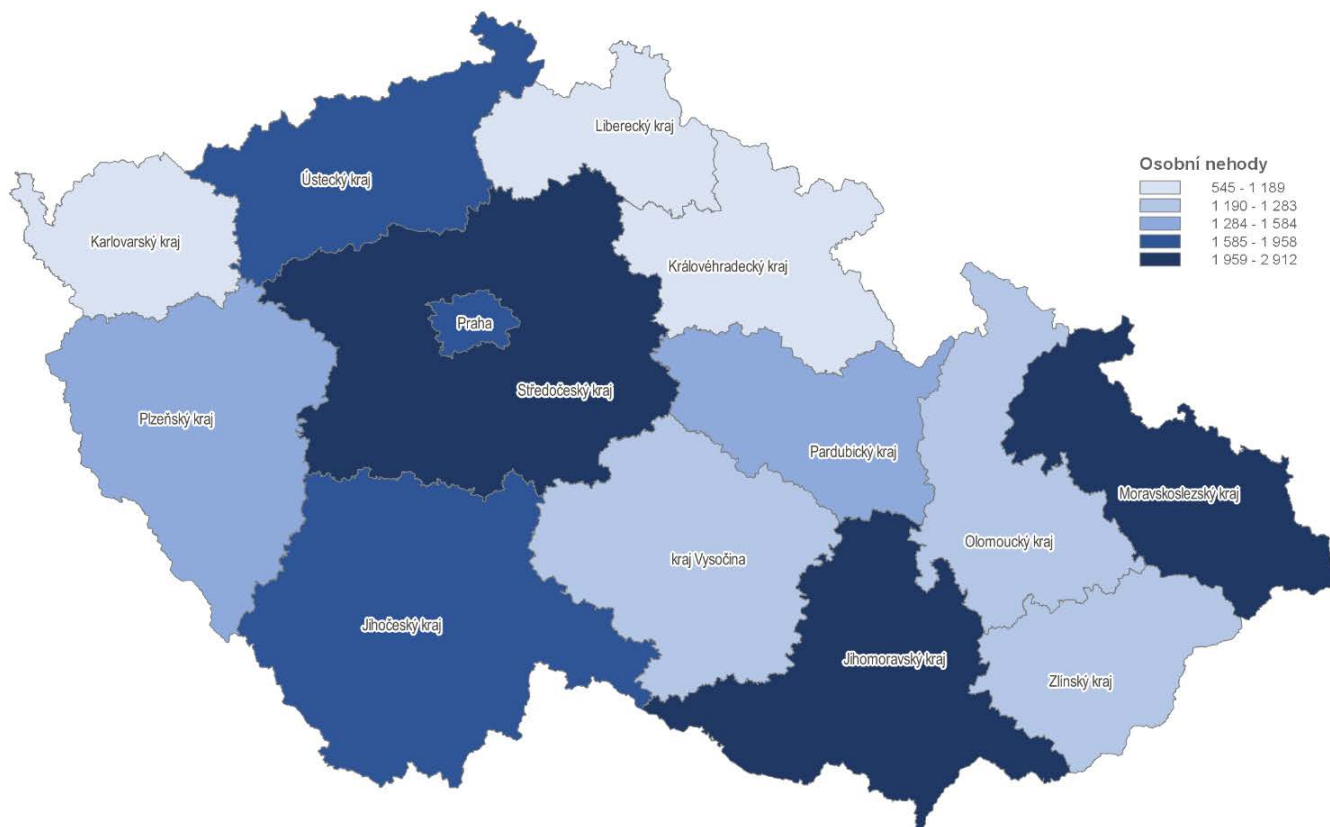 Liberecký kraj
Ústecký kraj
Osobní nehody
545 - 1 189
1 190 - 1 283
1 284 - 1 584
1 585 - 1 958
1 959 - 2 912
Karlovarský kraj
Královéhradecký kraj
Praha
Středočeský kraj
Plzeňský kraj
Pardubický kraj
Moravskoslezský kraj
Olomoucký kraj
kraj Vysočina
Jihočeský kraj
Jihomoravský kraj
Zlínský kraj